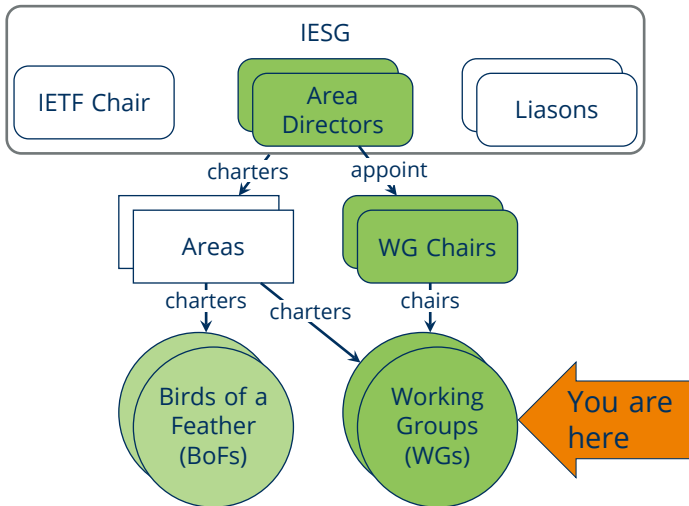 IESG
IETF Chair
Area
Directors
Liasons
charters
appoint
Areas
WG Chairs
charters
charters
chairs
Birds of a
Feather
(BoFs)
Working
Groups
(WGs)
You are
here